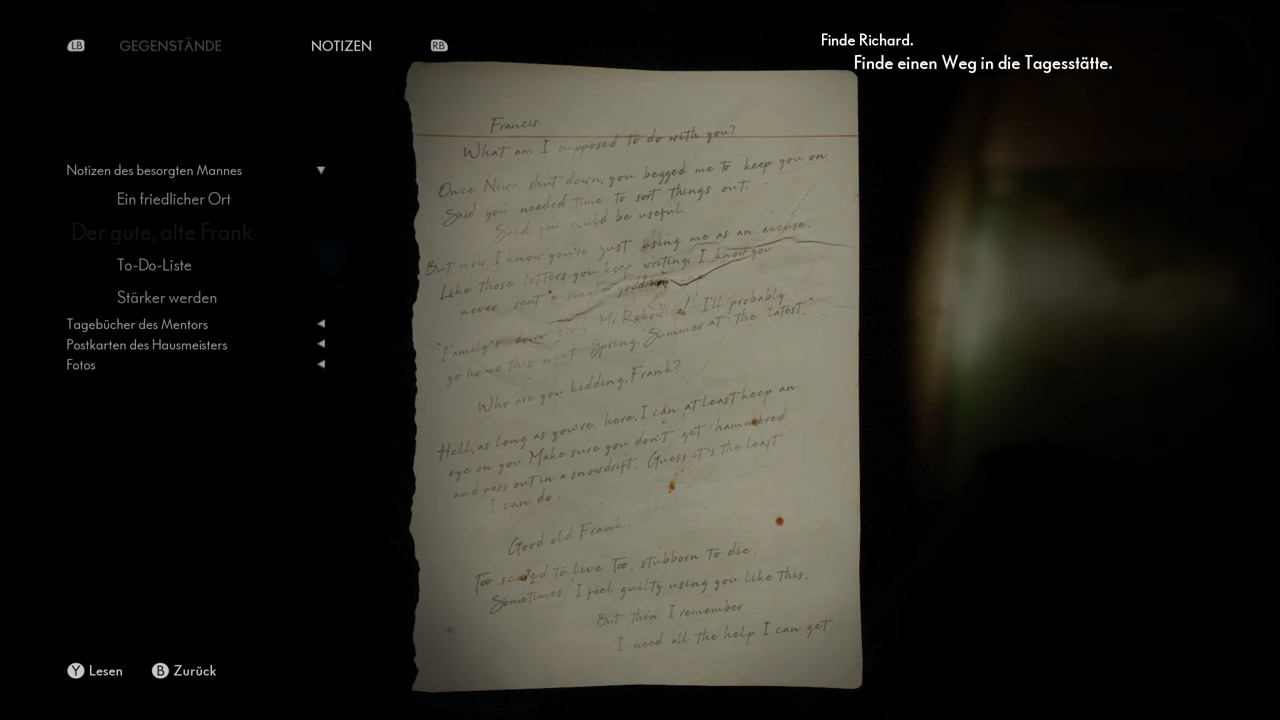 LB
GEGENSTÄNDE
NOTIZEN
RB
Finde Richard.
Finde einen Weg in die Tagesstätte.
Notizen des besorgten Mannes
Ein friedlicher Ort
Der gute, alte Frank
To-Do-Liste
Stärker werden
Tagebücher des Mentors
Postkarten des Hausmeisters
Fotos
Francis.
What am I supposed to do with you?
Once Niwa shut down, you begged me to keep you on.
Said you needed time to sort things out.
Said you could be useful.
But now I know you're just using me as an excuse.
Like those letters you keep writing. I know you
never sent a single goddamn
"Family's doin' good, Mr. I'll probably
go home this next Spring. Summer at the latest."
Who are you kidding, Frank?
Hell, as long as you're here, I can at least keep an
eye on you. Make sure you don't get hammered
and pass out in a snowdrift. Guess it's the least
I can do.
Good old Frank.
Too scared to live. Too stubborn to die.
Sometimes I feel guilty using you like this.
But then I remember
I need all the help I can get.
Y Lesen
B Zurück